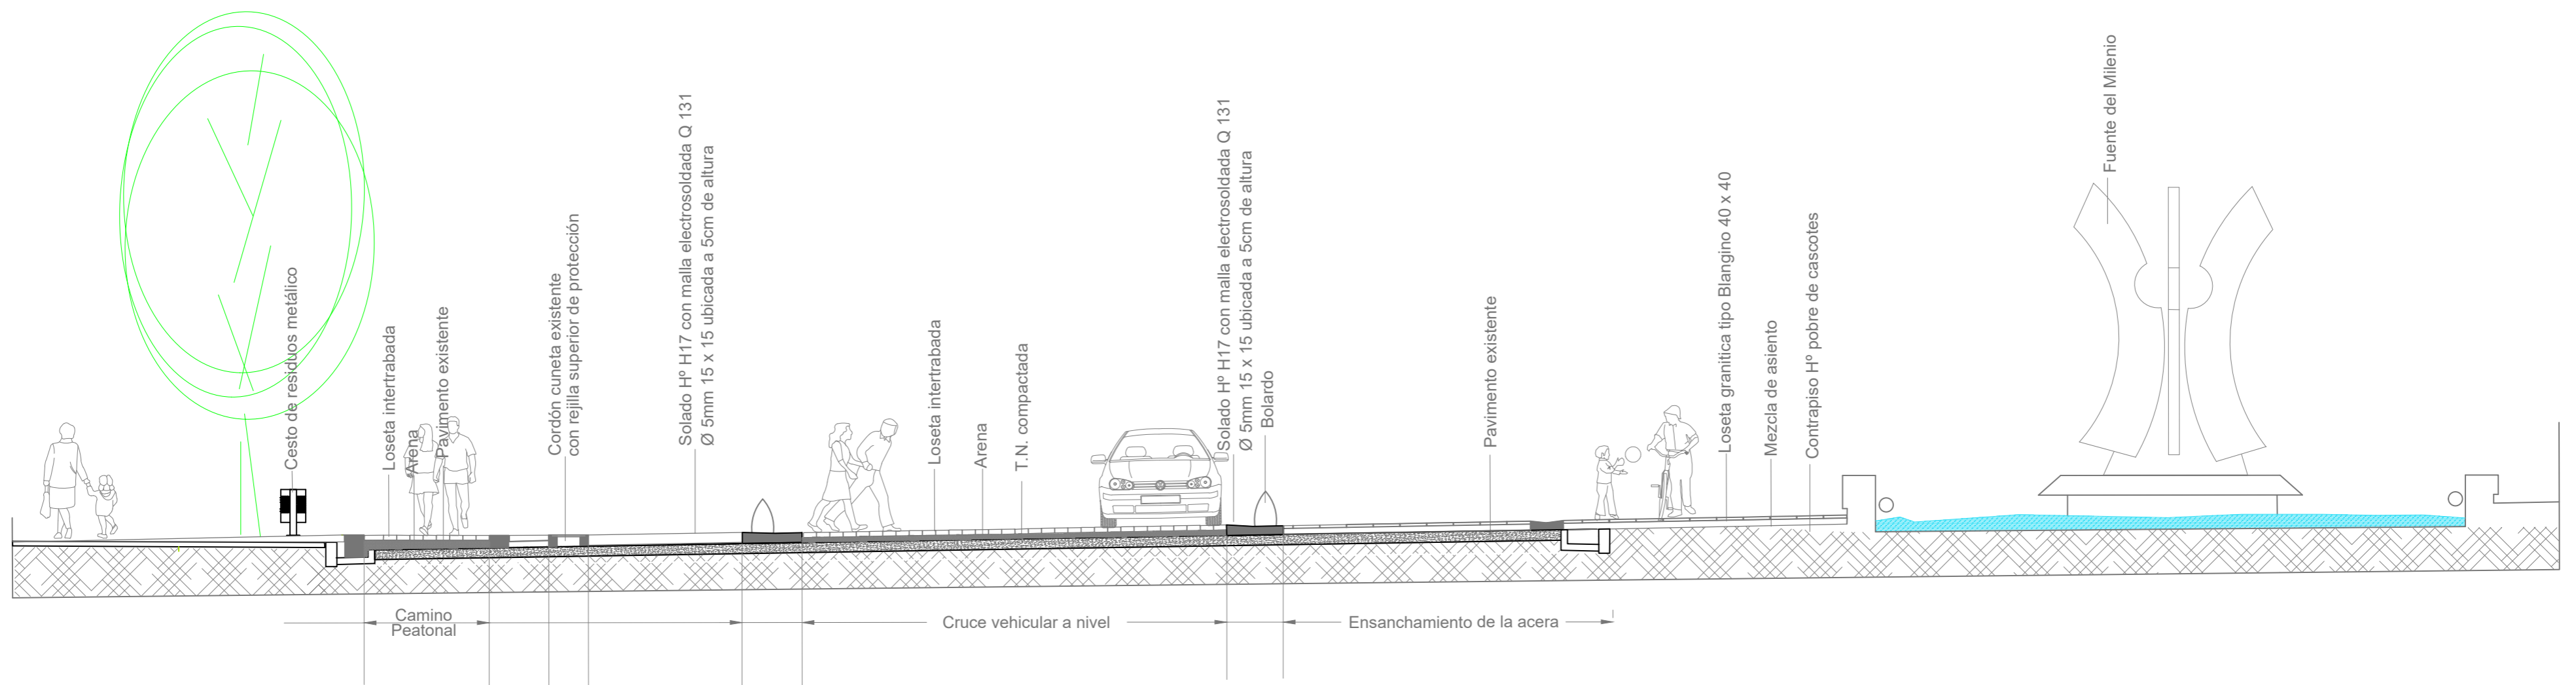 Cesto de residuos metálico
Loseta intertrabada
Arena
Pavimento existente
Cordón cuneta existente
con rejilla superior de protección
Solado Hº H17 con malla electrosoldada Q 131
Ø 5mm 15 x 15 ubicada a 5cm de altura
Loseta intertrabada
Arena
T.N. compactada
Solado Hº H17 con malla electrosoldada Q 131
Ø 5mm 15 x 15 ubicada a 5cm de altura
Bolardo
Pavimento existente
Loseta granitica tipo Blangino 40 x 40
Mezcla de asiento
Contrapiso Hº pobre de cascotes
Fuente del Milenio
Camino
Peatonal
Cruce vehicular a nivel
Ensanchamiento de la acera